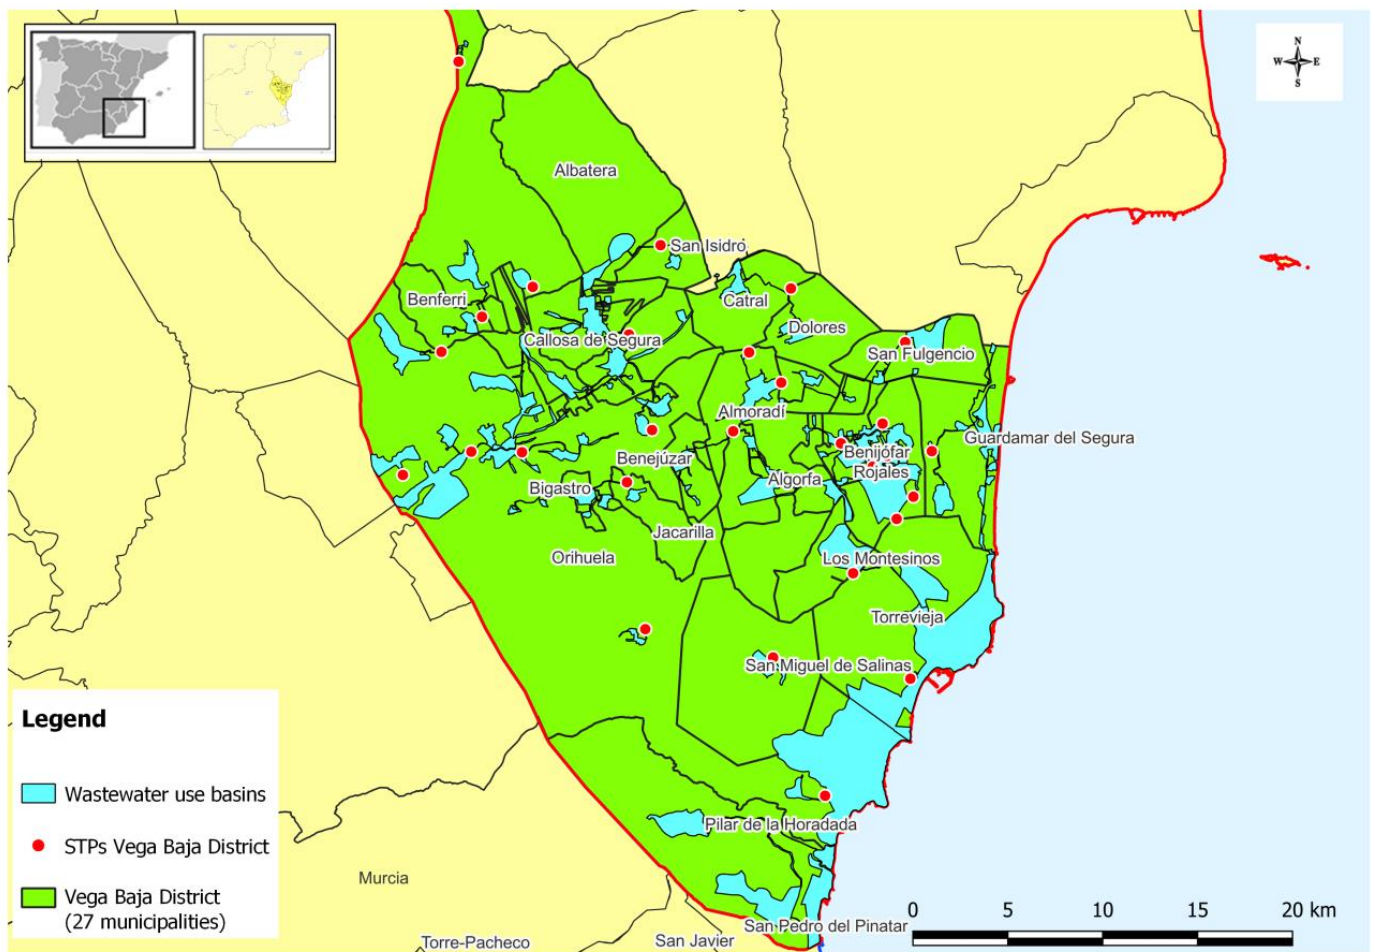 N
W E
S
Albatera
San Isidro
Benferri
Catral
Dolores
Callosa de Segura
San Fulgencio
Almoradí
Guardamar del Segura
Benijófar
Benejúzar
Rojales
Algorfa
Bigastro
Jacarilla
Orihuela
Los Montesinos
Torrevieja
San Miguel de Salinas
Legend
Wastewater use basins
STPs Vega Baja District
Vega Baja District
(27 municipalities)
Pilar de la Horadada
Murcia
San Pedro del Pinatar
Torre-Pacheco
San Javier
0 5 10 15 20 km